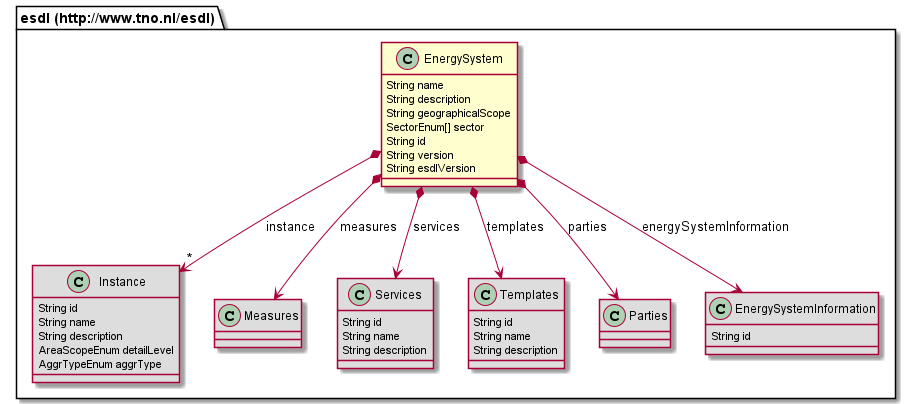 esdl (http://www.tno.nl/esdl)
C EnergySystem
String name
String description
String geographicalScope
SectorEnum[] sector
String id
String version
String esdlVersion
instance
measures
services
templates
parties
energySystemInformation
*
C Instance
String id
String name
String description
AreaScopeEnum detailLevel
AggrTypeEnum aggrType
C Measures
C Services
String id
String name
String description
C Templates
String id
String name
String description
C Parties
C EnergySystemInformation
String id